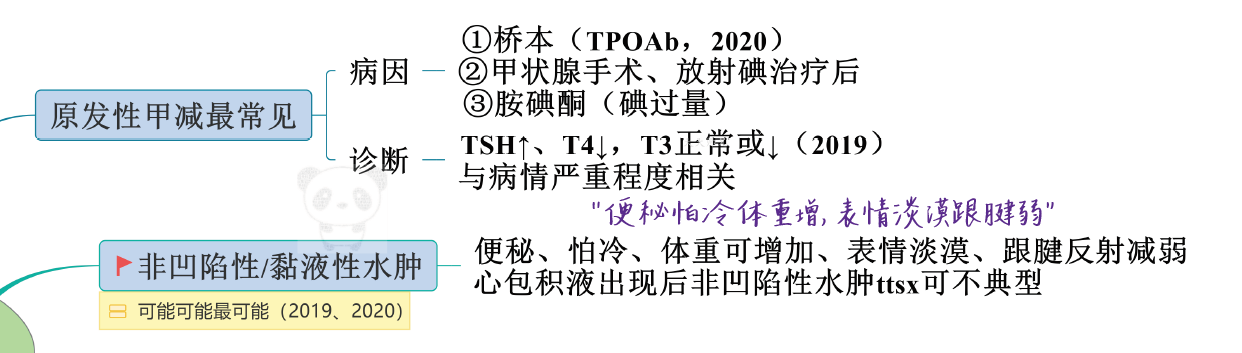 原发性甲减最常见
病因
①桥本（TPOAb，2020）
②甲状腺手术、放射碘治疗后
③胺碘酮（碘过量）
诊断
TSH↑、T4↓，T3正常或↓（2019）
与病情严重程度相关
"便秘怕冷体重增,表情淡漠跟腱弱"
非凹陷性/黏液性水肿
便秘、怕冷、体重可增加、表情淡漠、跟腱反射减弱
心包积液出现后非凹陷性水肿ttsx可不典型
可能可能最可能（2019、2020）